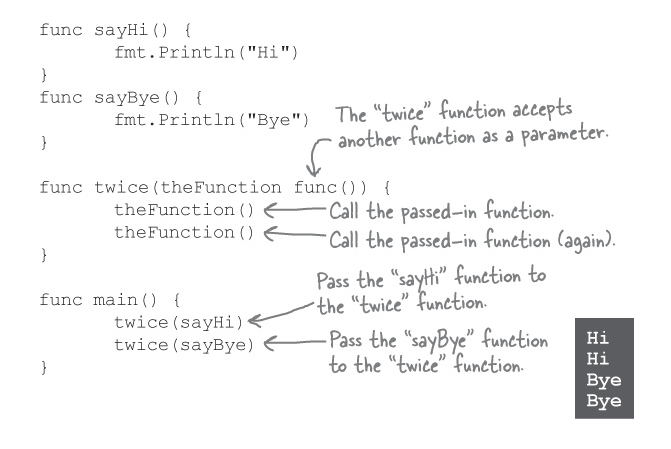 func sayHi() {
        fmt.Println("Hi")
}
func sayBye() {
        fmt.Println("Bye")
}
The “twice” function accepts
another function as a parameter.
func twice(theFunction func()) {
        theFunction()
Call the passed-in function.
        theFunction()
Call the passed-in function (again).
}
func main() {
Pass the “sayHi” function to
the “twice” function.
        twice(sayHi)
        twice(sayBye)
Pass the “sayBye” function
to the “twice” function.
}
Hi
Hi
Bye
Bye